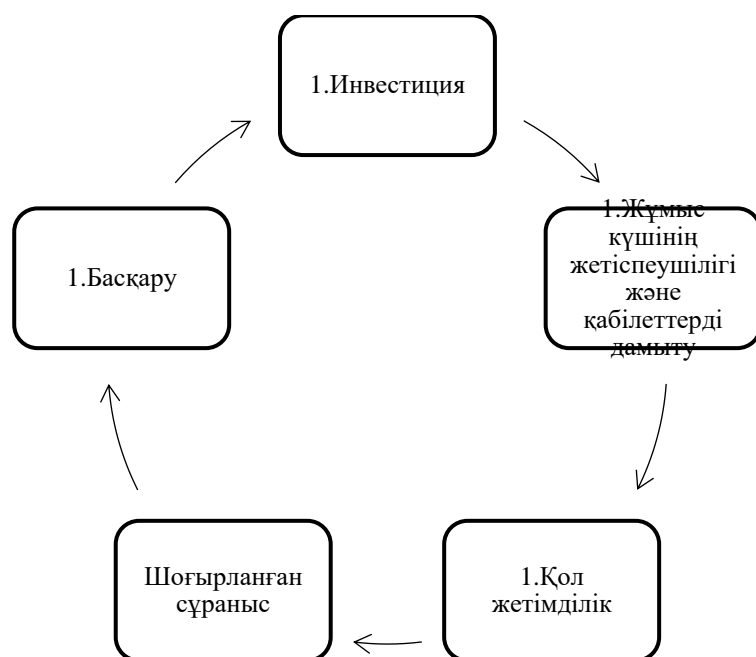 1.Инвестиция
1.Жұмыс
күшінің
жетіспеушілігі
және
қабілеттерді
дамыту
1.Қол
жетімділік
Шоғырланған
сұраныс
1.Басқару